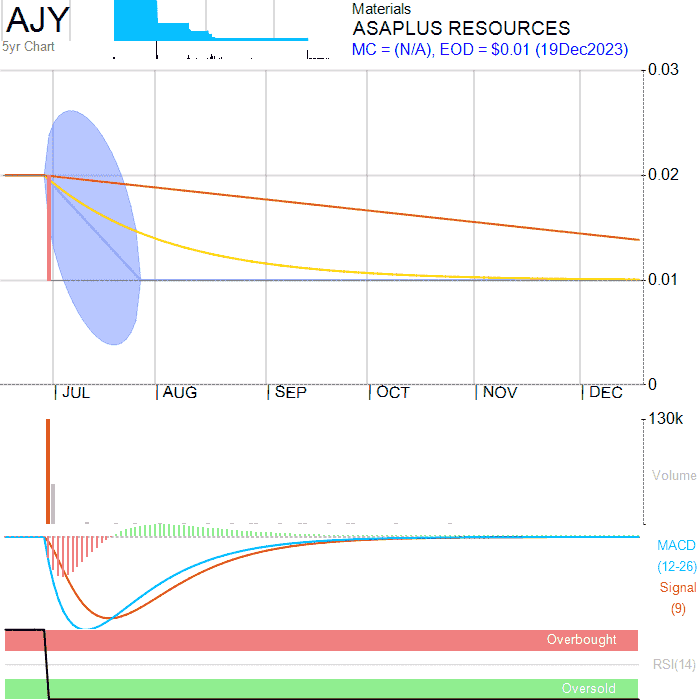 AJY
5yr Chart
Materials
ASAPLUS RESOURCES
MC = (N/A), EOD = $0.01 (19Dec2023)
0.03
0.02
0.01
0
JUL AUG SEP OCT NOV DEC
130k
Volume
MACD
(12-26)
Signal
(9)
Overbought
RSI(14)
Oversold